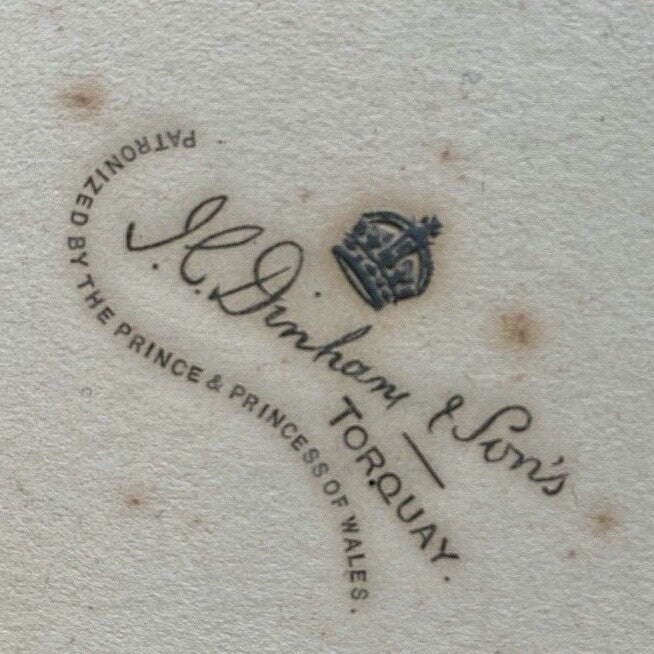 J.C. Dinham & Son's
TORQUAY.
PATRONIZED BY THE PRINCE & PRINCESS OF WALES.